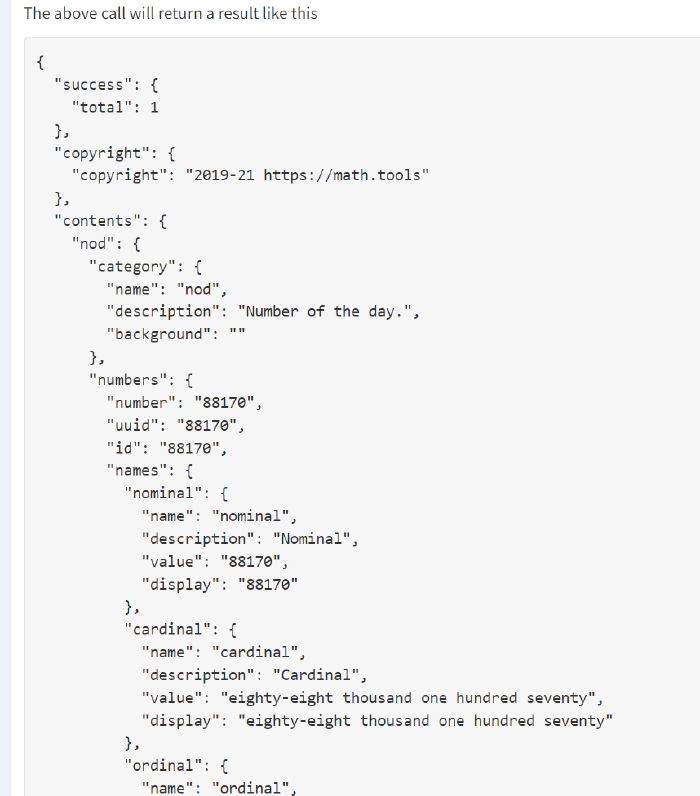 The above call will return a result like this
{
"success": {
"total": 1
},
"copyright": {
"copyright": "2019-21 https://math.tools"
},
"contents": {
"nod": {
"category": {
"name": "nod",
"description": "Number of the day.",
"background": ""
},
"numbers": {
"number": "88170",
"uuid": "88170",
"id": "88170",
"names": {
"nominal": {
"name": "nominal",
"description": "Nominal",
"value": "88170",
"display": "88170"
},
"cardinal": {
"name": "cardinal",
"description": "Cardinal",
"value": "eighty-eight thousand one hundred seventy",
"display": "eighty-eight thousand one hundred seventy"
},
"ordinal": {
"name": "ordinal",